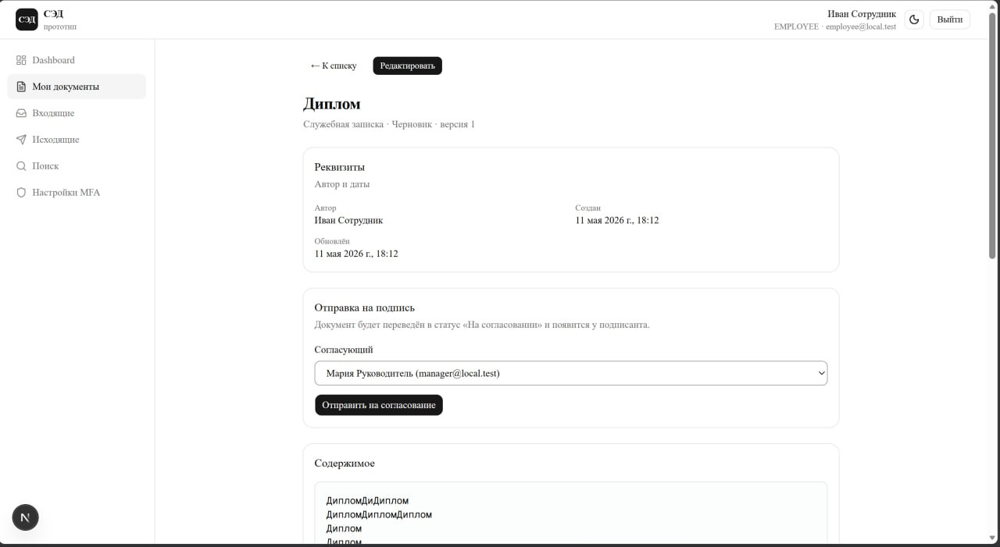 СЭД
СЭД
прототип
Иван Сотрудник
EMPLOYEE · employee@local.test
Выйти
Dashboard
Мои документы
Входящие
Исходящие
Поиск
Настройки MFA
← К списку
Редактировать
Диплом
Служебная записка · Черновик · версия 1
Реквизиты
Автор и даты
Автор
Иван Сотрудник
Создан
11 мая 2026 г., 18:12
Обновлён
11 мая 2026 г., 18:12
Отправка на подпись
Документ будет переведён в статус «На согласовании» и появится у подписанта.
Согласующий
Мария Руководитель (manager@local.test)
Отправить на согласование
Содержимое
ДипломДиДиплом
ДипломДипломДиплом
Диплом
Диплом
N